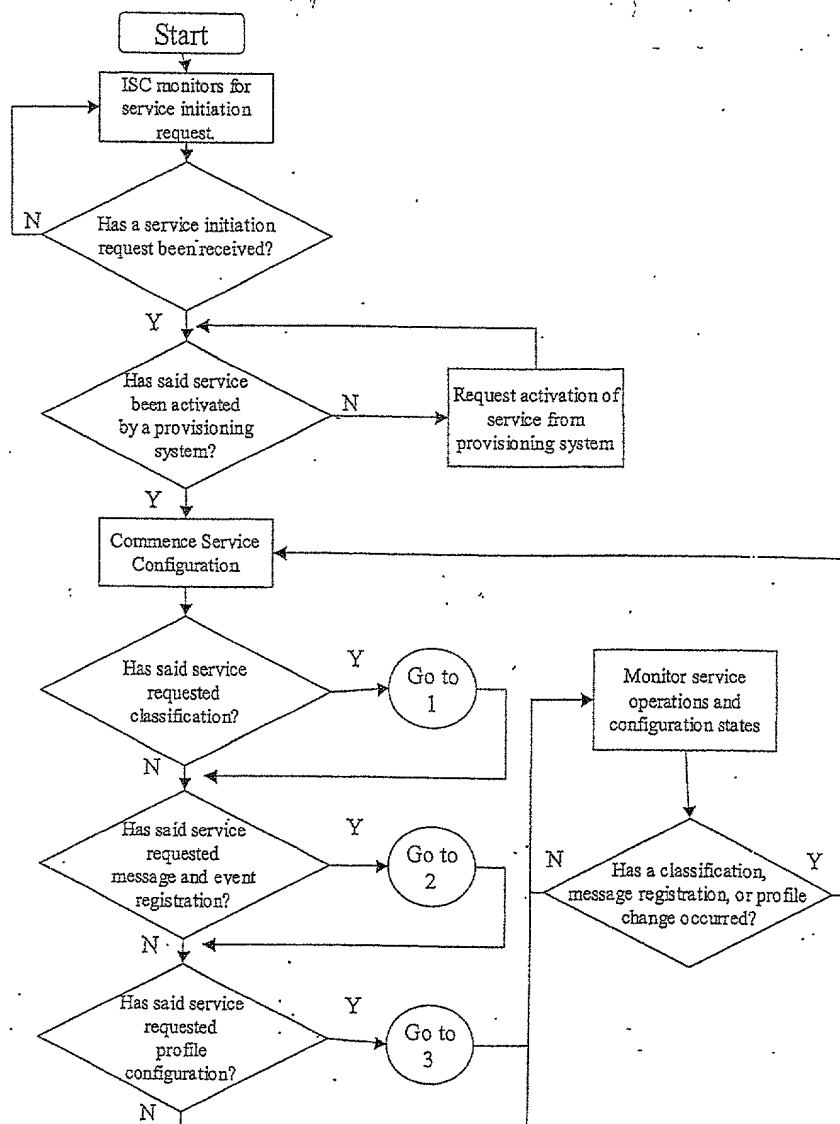 Start
ISC monitors for
service initiation
request.
N
Has a service initiation
request been received?
Y
Has said service
been activated
by a provisioning
system?
N
Request activation of
service from
provisioning system
Y
Commence Service
Configuration
Has said service
requested
classification?
Y
Go to
1
N
Has said service
requested
message and event
registration?
Y
Go to
2
N
Has said service
requested
profile
configuration?
Y
Go to
3
N
Monitor service
operations and
configuration states
N
Has a classification,
message registration, or profile
change occurred?
Y